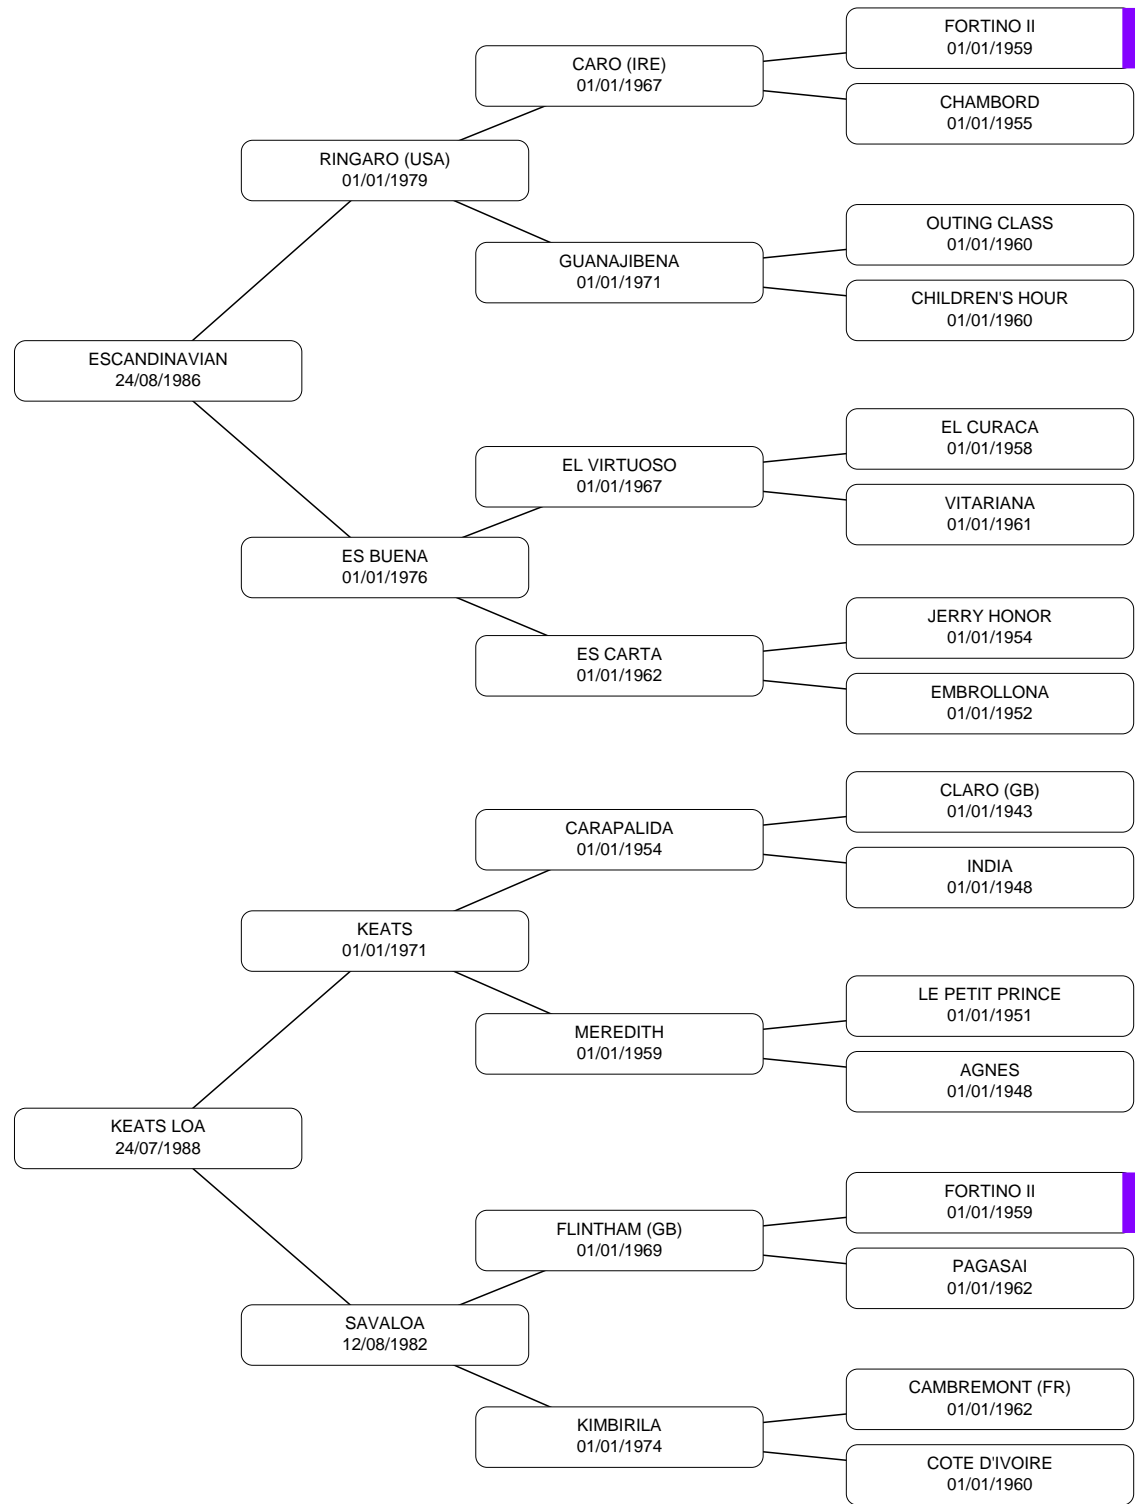 FORTINO II
01/01/1959
CARO (IRE)
01/01/1967
CHAMBORD
01/01/1955
RINGARO (USA)
01/01/1979
OUTING CLASS
01/01/1960
GUANAJIBENA
01/01/1971
CHILDREN'S HOUR
01/01/1960
ESCANDINAVIAN
24/08/1986
EL CURACA
01/01/1958
EL VIRTUOSO
01/01/1967
VITARIANA
01/01/1961
ES BUENA
01/01/1976
JERRY HONOR
01/01/1954
ES CARTA
01/01/1962
EMBROLLONA
01/01/1952
CLARO (GB)
01/01/1943
CARAPALIDA
01/01/1954
INDIA
01/01/1948
KEATS
01/01/1971
LE PETIT PRINCE
01/01/1951
MEREDITH
01/01/1959
AGNES
01/01/1948
KEATS LOA
24/07/1988
FORTINO II
01/01/1959
FLINTHAM (GB)
01/01/1969
PAGASAI
01/01/1962
SAVALOA
12/08/1982
CAMBREMONT (FR)
01/01/1962
KIMBIRILA
01/01/1974
COTE D'IVOIRE
01/01/1960